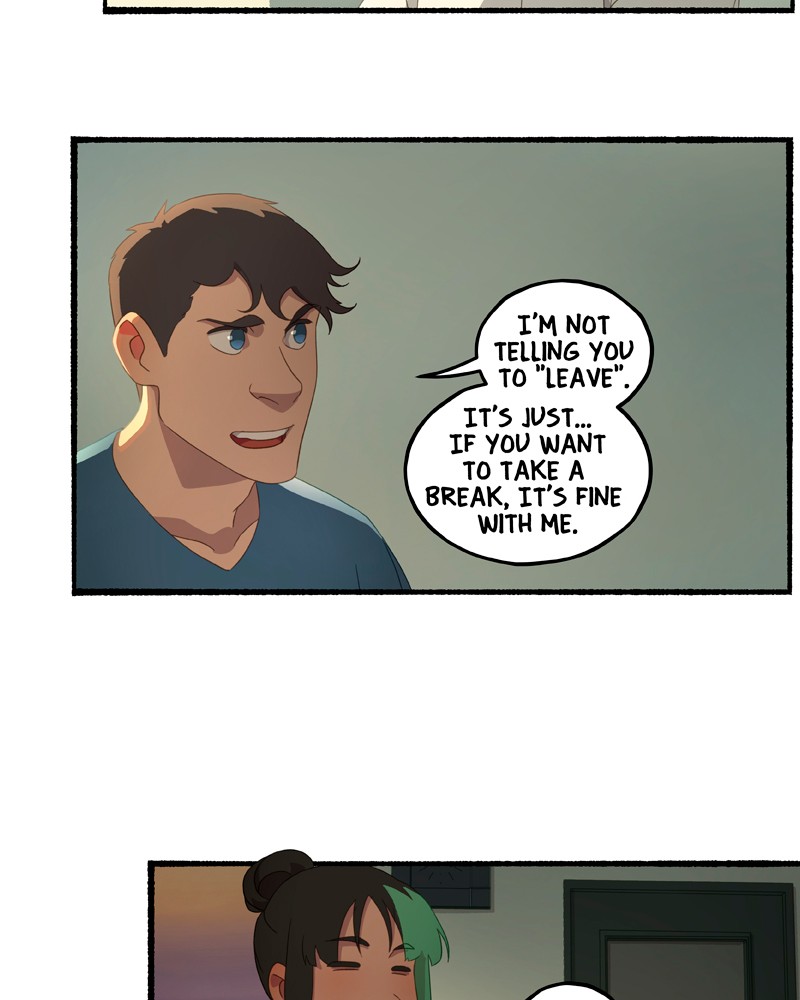 I'M NOT
TELLING YOU
TO "LEAVE".
IT'S JUST...
IF YOU WANT
TO TAKE A
BREAK, IT'S FINE
WITH ME.